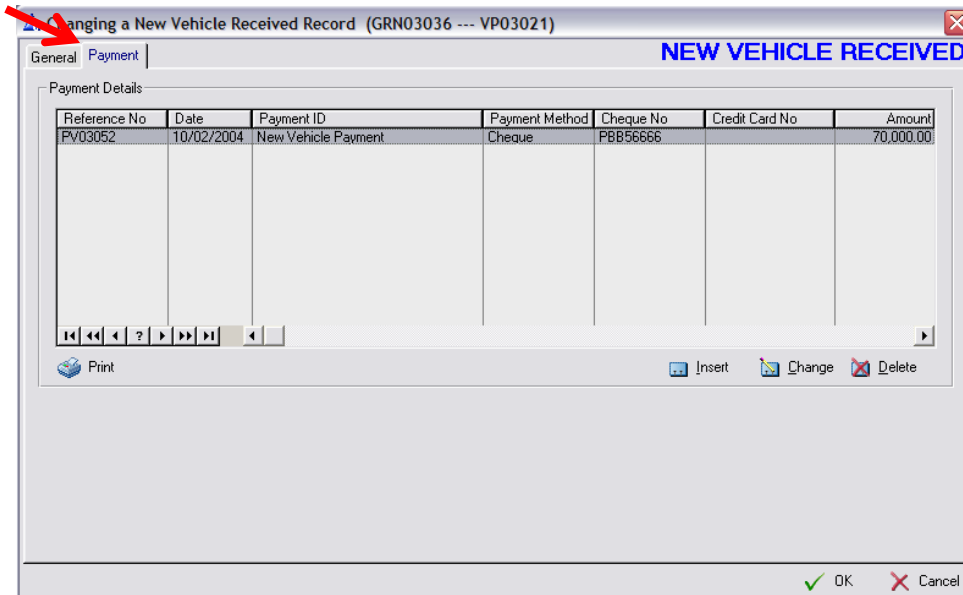 Changing a New Vehicle Received Record (GRN03036 --- VP03021)
General Payment NEW VEHICLE RECEIVED
Payment Details
Reference No Date Payment ID Payment Method Cheque No Credit Card No Amount
PV03052 10/02/2004 New Vehicle Payment Cheque PBB56666 70,000.00
?
Print Insert Change Delete
OK Cancel